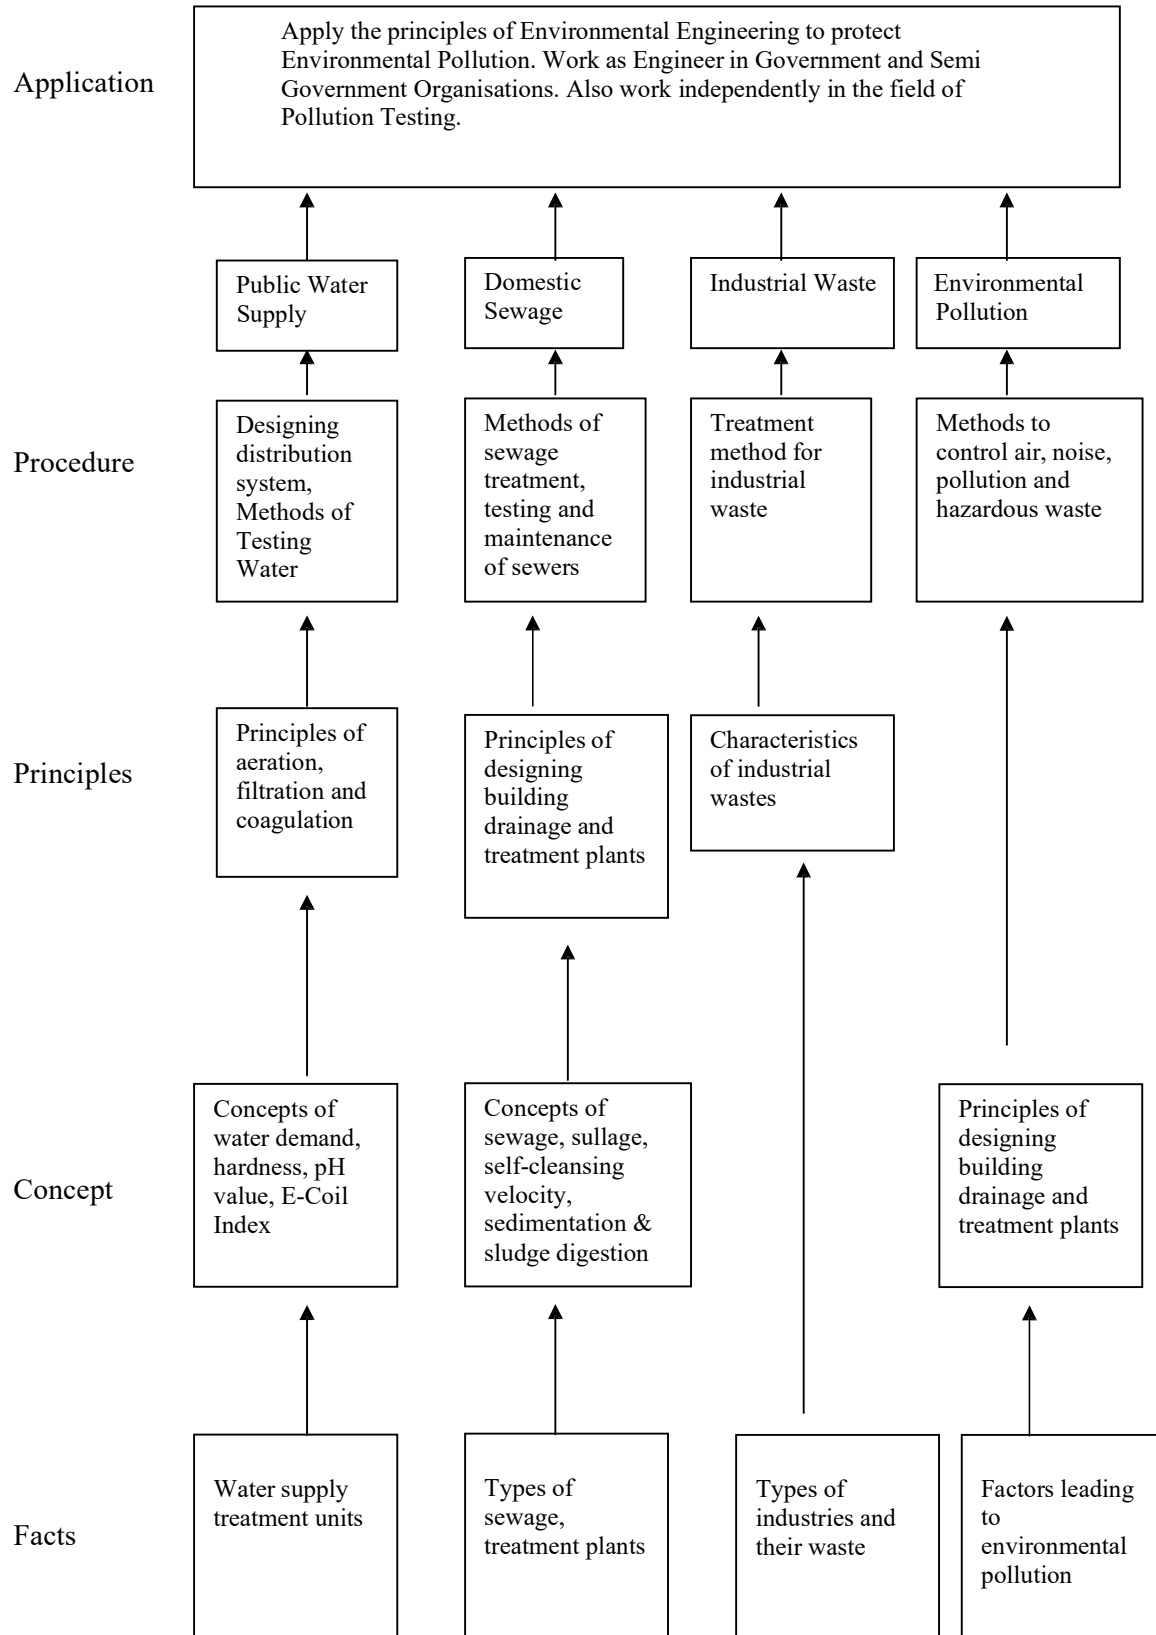 Apply the principles of Environmental Engineering to protect
Environmental Pollution. Work as Engineer in Government and Semi
Government Organisations. Also work independently in the field of
Pollution Testing.
Application
Public Water
Supply
Domestic
Sewage
Industrial Waste
Environmental
Pollution
Procedure
Designing
distribution
system,
Methods of
Testing
Water
Methods of
sewage
treatment,
testing and
maintenance
of sewers
Treatment
method for
industrial
waste
Methods to
control air, noise,
pollution and
hazardous waste
Principles
Principles of
aeration,
filtration and
coagulation
Principles of
designing
building
drainage and
treatment plants
Characteristics
of industrial
wastes
Concept
Concepts of
water demand,
hardness, pH
value, E-Coil
Index
Concepts of
sewage, sullage,
self-cleansing
velocity,
sedimentation &
sludge digestion
Principles of
designing
building
drainage and
treatment plants
Facts
Water supply
treatment units
Types of
sewage,
treatment plants
Types of
industries and
their waste
Factors leading
to
environmental
pollution